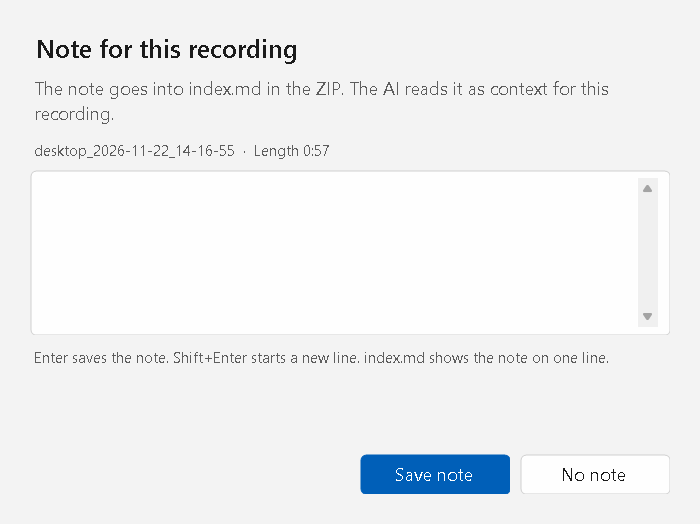 Note for this recording
The note goes into index.md in the ZIP. The AI reads it as context for this
recording.
desktop_2026-11-22_14-16-55 · Length 0:57
Enter saves the note. Shift+Enter starts a new line. index.md shows the note on one line.
Save note
No note